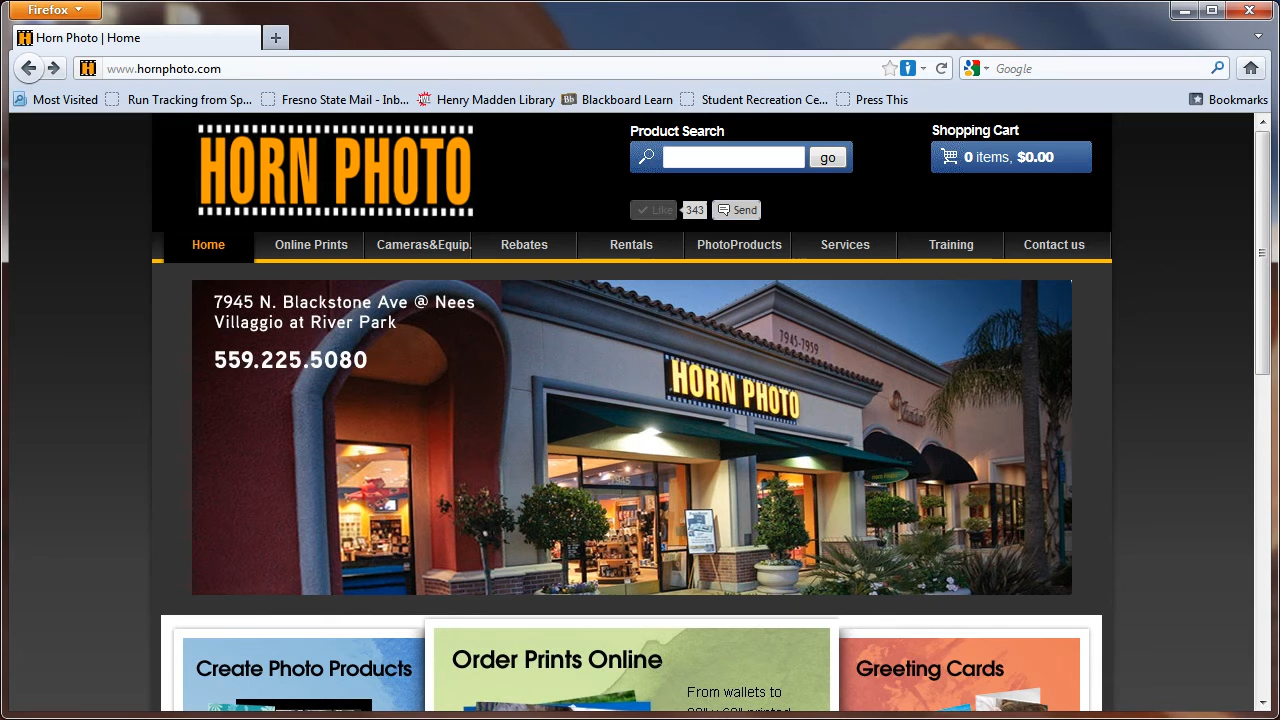 Firefox
Horn Photo | Home
www.hornphoto.com
Google
Most Visited
Run Tracking from Sp...
Fresno State Mail - Inb...
Henry Madden Library
Bb
Blackboard Learn
Student Recreation Ce...
Press This
Bookmarks
HORN PHOTO
Product Search
go
Shopping Cart
0 items, $0.00
Like
343
Send
Home
Online Prints
Cameras&Equip.
Rebates
Rentals
PhotoProducts
Services
Training
Contact us
7945 N. Blackstone Ave @ Nees
Villaggio at River Park
559.225.5080
7945-7959
HORN PHOTO
Create Photo Products
Order Prints Online
From wallets to
Greeting Cards